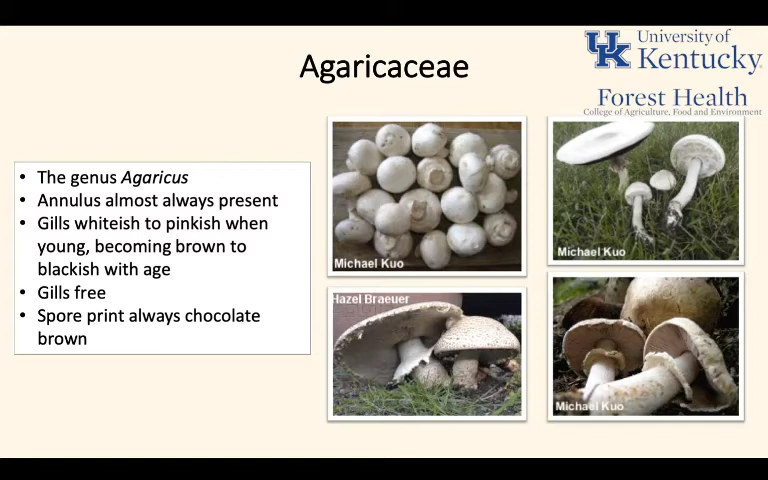 Agaricaceae
University of
Kentucky
Forest Health
College of Agriculture, Food and Environment
• The genus Agaricus
• Annulus almost always present
• Gills whiteish to pinkish when
young, becoming brown to
blackish with age
• Gills free
• Spore print always chocolate
brown
Michael Kuo
Michael Kuo
Hazel Braeuer
Michael Kuo